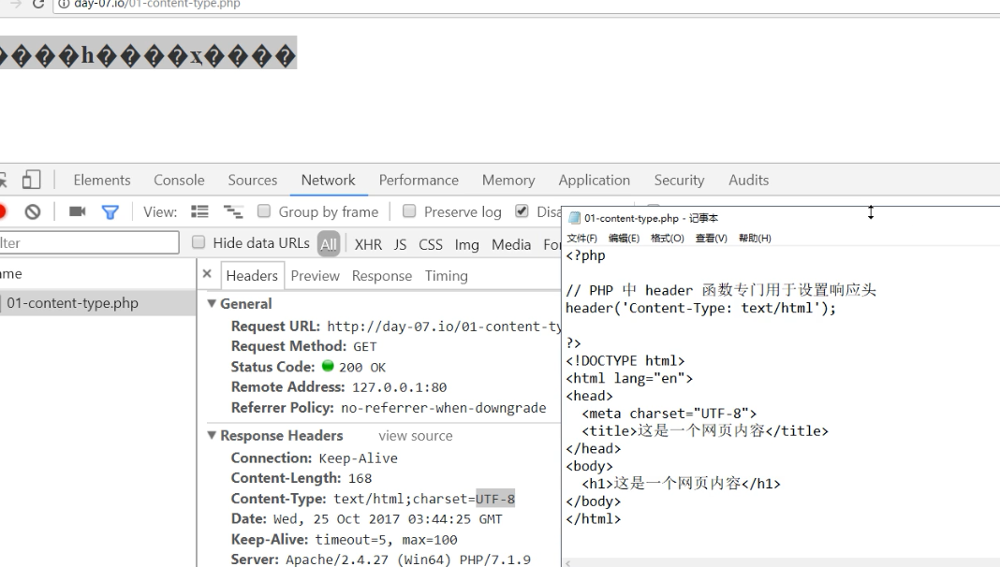 day-07.io/01-content-type.php
����h����ҳ����
Elements Console Sources Network Performance Memory Application Security Audits
View: Group by frame Preserve log Disa
lter Hide data URLs All XHR JS CSS Img Media For
ame
× Headers Preview Response Timing
01-content-type.php
General
Request URL: http://day-07.io/01-content-ty
Request Method: GET
Status Code: 200 OK
Remote Address: 127.0.0.1:80
Referrer Policy: no-referrer-when-downgrade
Response Headers view source
Connection: Keep-Alive
Content-Length: 168
Content-Type: text/html;charset=UTF-8
Date: Wed, 25 Oct 2017 03:44:25 GMT
Keep-Alive: timeout=5, max=100
Server: Apache/2.4.27 (Win64) PHP/7.1.9
01-content-type.php - 记事本
文件(F) 编辑(E) 格式(O) 查看(V) 帮助(H)
<?php
// PHP 中 header 函数专门用于设置响应头
header('Content-Type: text/html');
?>
<!DOCTYPE html>
<html lang="en">
<head>
<meta charset="UTF-8">
<title>这是一个网页内容</title>
</head>
<body>
<h1>这是一个网页内容</h1>
</body>
</html>